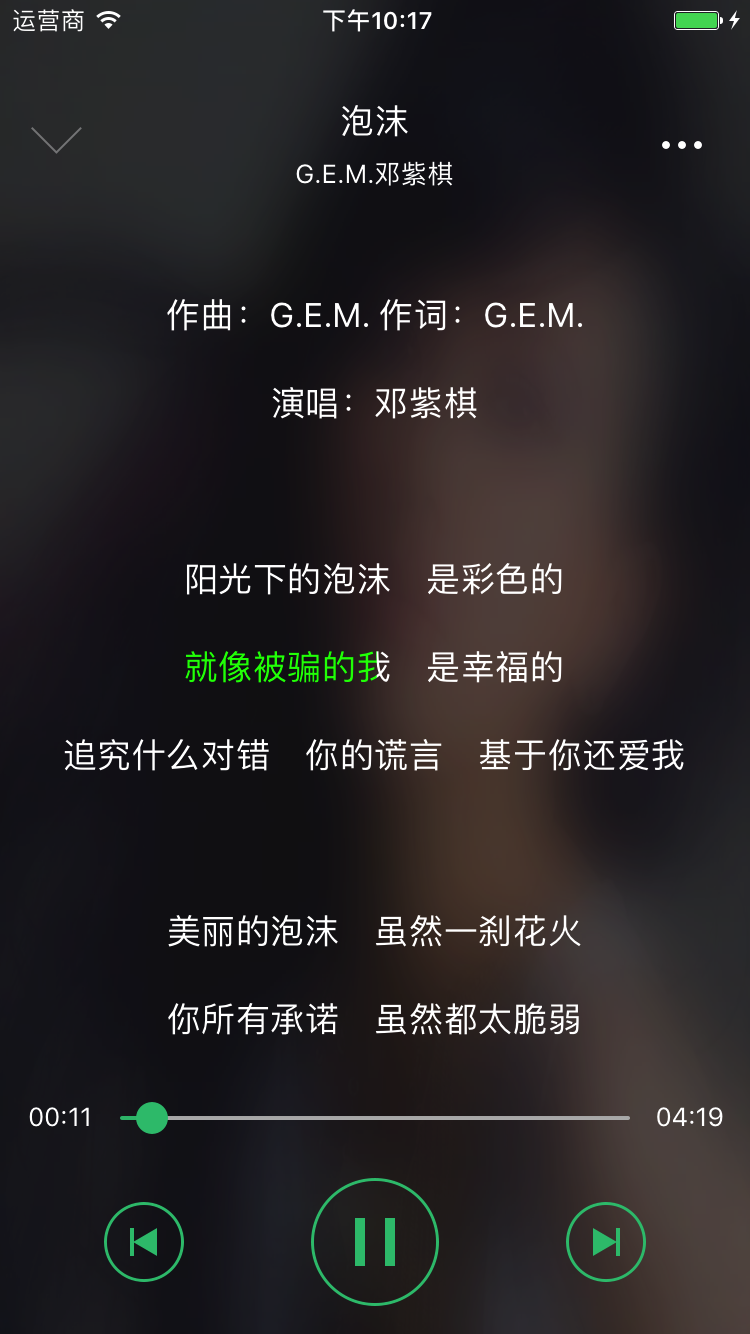 运营商 下午10:17
泡沫
G.E.M.邓紫棋
作曲：G.E.M. 作词：G.E.M.
演唱：邓紫棋
阳光下的泡沫　是彩色的
就像被骗的我　是幸福的
追究什么对错　你的谎言　基于你还爱我
美丽的泡沫　虽然一刹花火
你所有承诺　虽然都太脆弱
00:11 04:19